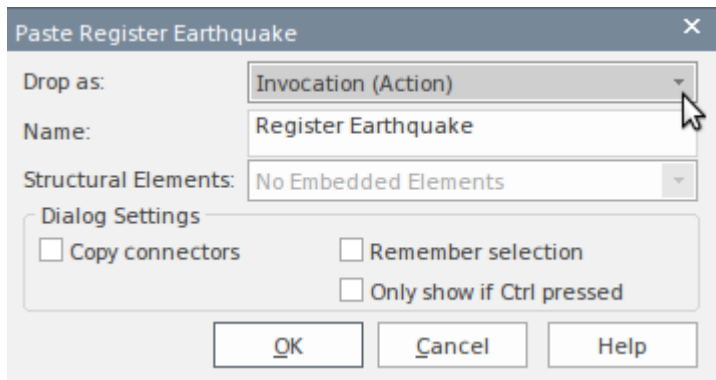 Paste Register Earthquake
Drop as: Invocation (Action)
Name: Register Earthquake
Structural Elements: No Embedded Elements
Dialog Settings
Copy connectors Remember selection
Only show if Ctrl pressed
OK Cancel Help